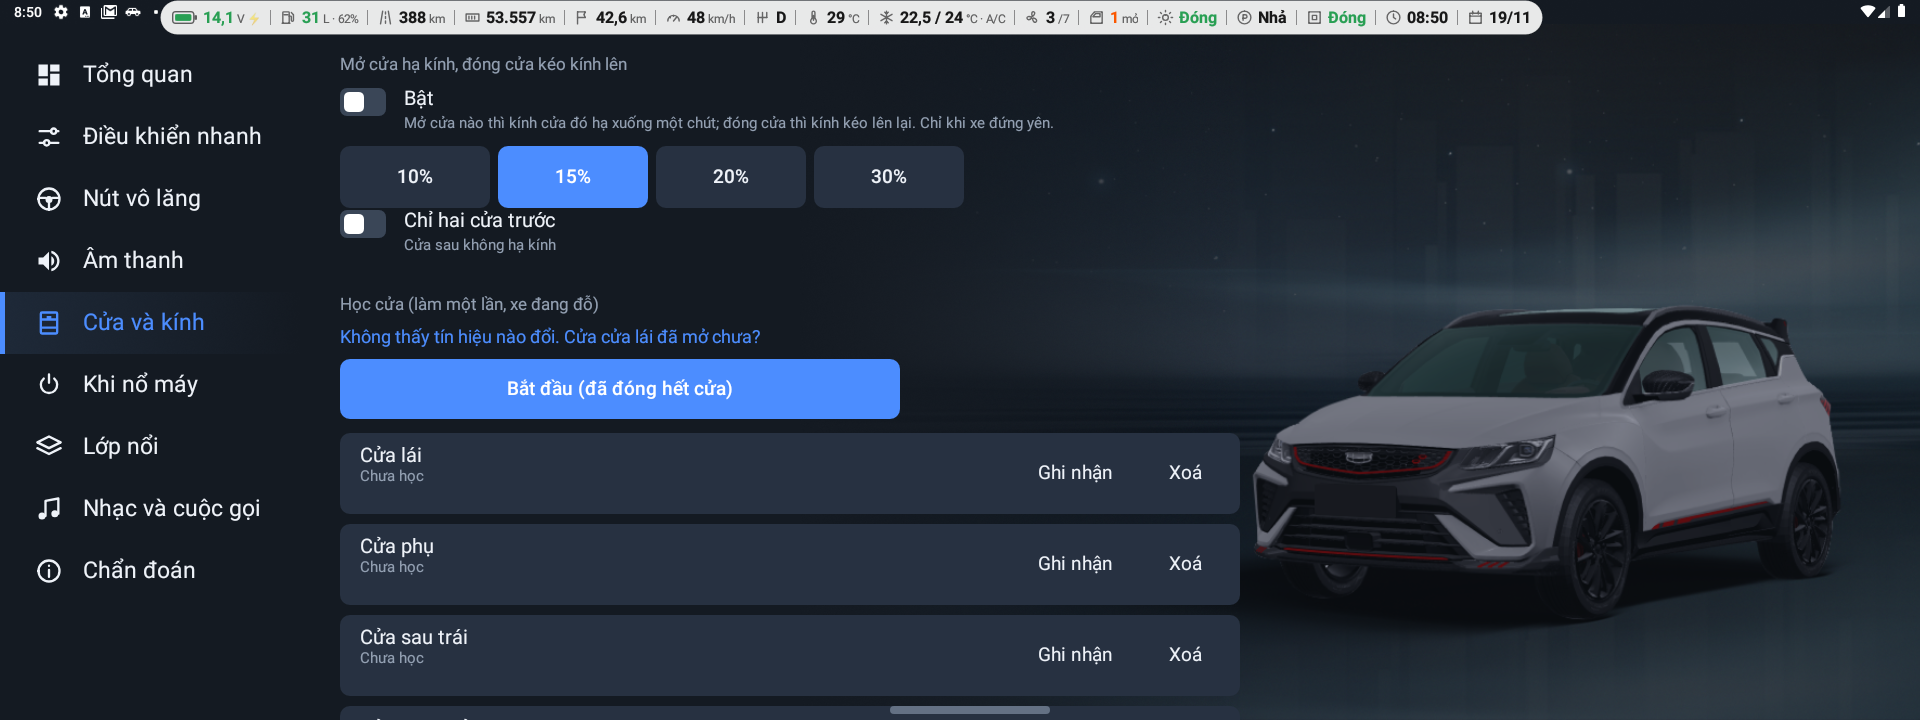 8:50
14,1 V
31 L · 62%
388 km
53.557 km
42,6 km
48 km/h
D
29 °C
22,5 / 24 °C · A/C
3 /7
1 mở
Đóng
Nhả
Đóng
08:50
19/11
Tổng quan
Điều khiển nhanh
Nút vô lăng
Âm thanh
Cửa và kính
Khi nổ máy
Lớp nổi
Nhạc và cuộc gọi
Chẩn đoán
Mở cửa hạ kính, đóng cửa kéo kính lên
Bật
Mở cửa nào thì kính cửa đó hạ xuống một chút; đóng cửa thì kính kéo lên lại. Chỉ khi xe đứng yên.
10% 15% 20% 30%
Chỉ hai cửa trước
Cửa sau không hạ kính
Học cửa (làm một lần, xe đang đỗ)
Không thấy tín hiệu nào đổi. Cửa cửa lái đã mở chưa?
Bắt đầu (đã đóng hết cửa)
Cửa lái
Chưa học
Ghi nhận Xoá
Cửa phụ
Chưa học
Ghi nhận Xoá
Cửa sau trái
Chưa học
Ghi nhận Xoá